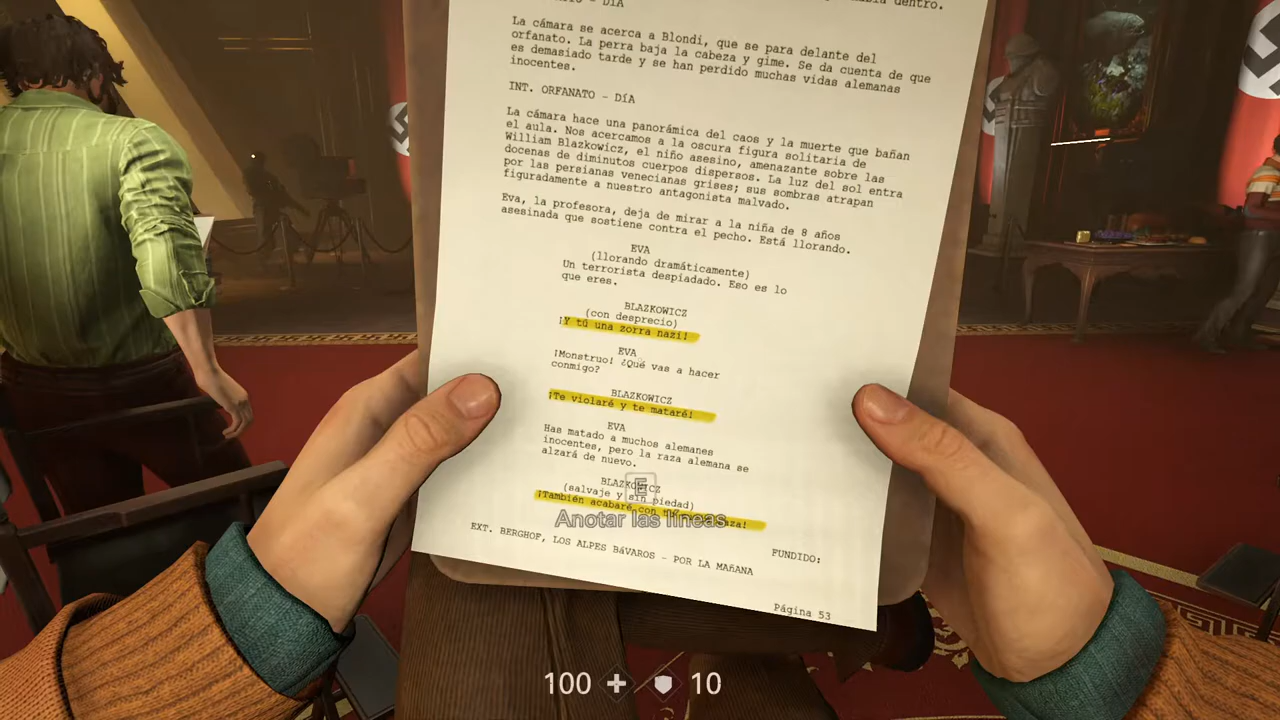 dentro.
DÍA
La cámara se acerca a Blondi, que se para delante del
orfanato. La perra baja la cabeza y gime. Se da cuenta de que
es demasiado tarde y se han perdido muchas vidas alemanas
inocentes.
INT. ORFANATO - DÍA
La cámara hace una panorámica del caos y la muerte que bañan
el aula. Nos acercamos a la oscura figura solitaria de
William Blazkowicz, el niño asesino, amenazante sobre las
docenas de diminutos cuerpos dispersos. La luz del sol entra
por las persianas venecianas grises; sus sombras atrapan
figuradamente a nuestro antagonista malvado.
Eva, la profesora, deja de mirar a la niña de 8 años
asesinada que sostiene contra el pecho. Está llorando.
EVA
(llorando dramáticamente)
Un terrorista despiadado. Eso es lo
que eres.
BLAZKOWICZ
(con desprecio)
¡Y tú una zorra nazi!
EVA
¡Monstruo! ¿Qué vas a hacer
conmigo?
BLAZKOWICZ
¡Te violaré y te mataré!
EVA
Has matado a muchos alemanes
inocentes, pero la raza alemana se
alzará de nuevo.
BLAZKOWICZ
(salvaje y sin piedad)
¡También acabaré con
E
Anotar las líneas
FUNDIDO:
EXT. BERGHOF, LOS ALPES BáVAROS - POR LA MAñANA
Página 53
100
10